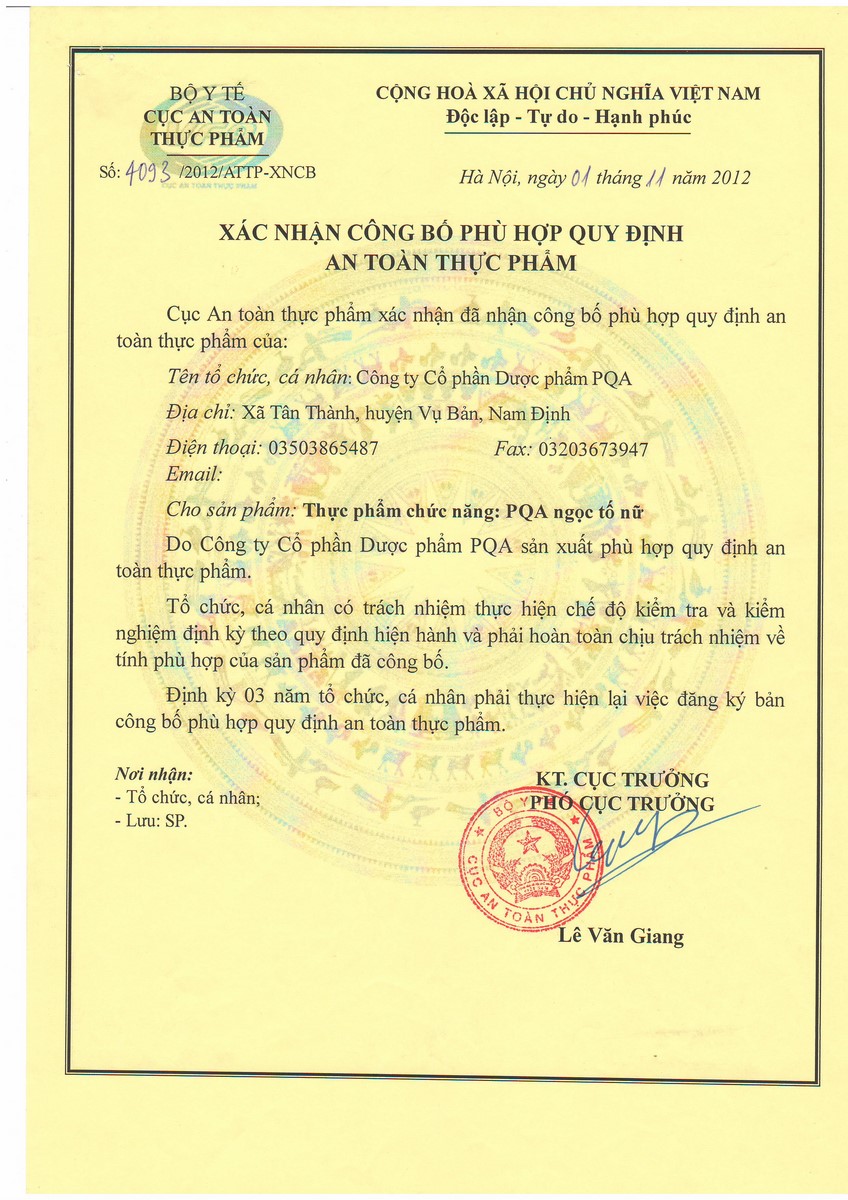 BỘ Y TẾ
CỤC AN TOÀN
THỰC PHẨM
Số: 4093 /2012/ATTP-XNCB
CỤC AN TOÀN THỰC PHẨM
CỘNG HOÀ XÃ HỘI CHỦ NGHĨA VIỆT NAM
Độc lập - Tự do - Hạnh phúc
Hà Nội, ngày 01 tháng 11 năm 2012
XÁC NHẬN CÔNG BỐ PHÙ HỢP QUY ĐỊNH
AN TOÀN THỰC PHẨM
Cục An toàn thực phẩm xác nhận đã nhận công bố phù hợp quy định an
toàn thực phẩm của:
Tên tổ chức, cá nhân: Công ty Cổ phần Dược phẩm PQA
Địa chỉ: Xã Tân Thành, huyện Vụ Bản, Nam Định
Điện thoại: 03503865487 Fax: 03203673947
Email:
Cho sản phẩm: Thực phẩm chức năng: PQA ngọc tố nữ
Do Công ty Cổ phần Dược phẩm PQA sản xuất phù hợp quy định an
toàn thực phẩm.
Tổ chức, cá nhân có trách nhiệm thực hiện chế độ kiểm tra và kiểm
nghiệm định kỳ theo quy định hiện hành và phải hoàn toàn chịu trách nhiệm về
tính phù hợp của sản phẩm đã công bố.
Định kỳ 03 năm tổ chức, cá nhân phải thực hiện lại việc đăng ký bản
công bố phù hợp quy định an toàn thực phẩm.
Nơi nhận:
- Tổ chức, cá nhân;
- Lưu: SP.
KT. CỤC TRƯỞNG
PHÓ CỤC TRƯỞNG
BỘ Y TẾ
CỤC AN TOÀN THỰC PHẨM
Lê Văn Giang